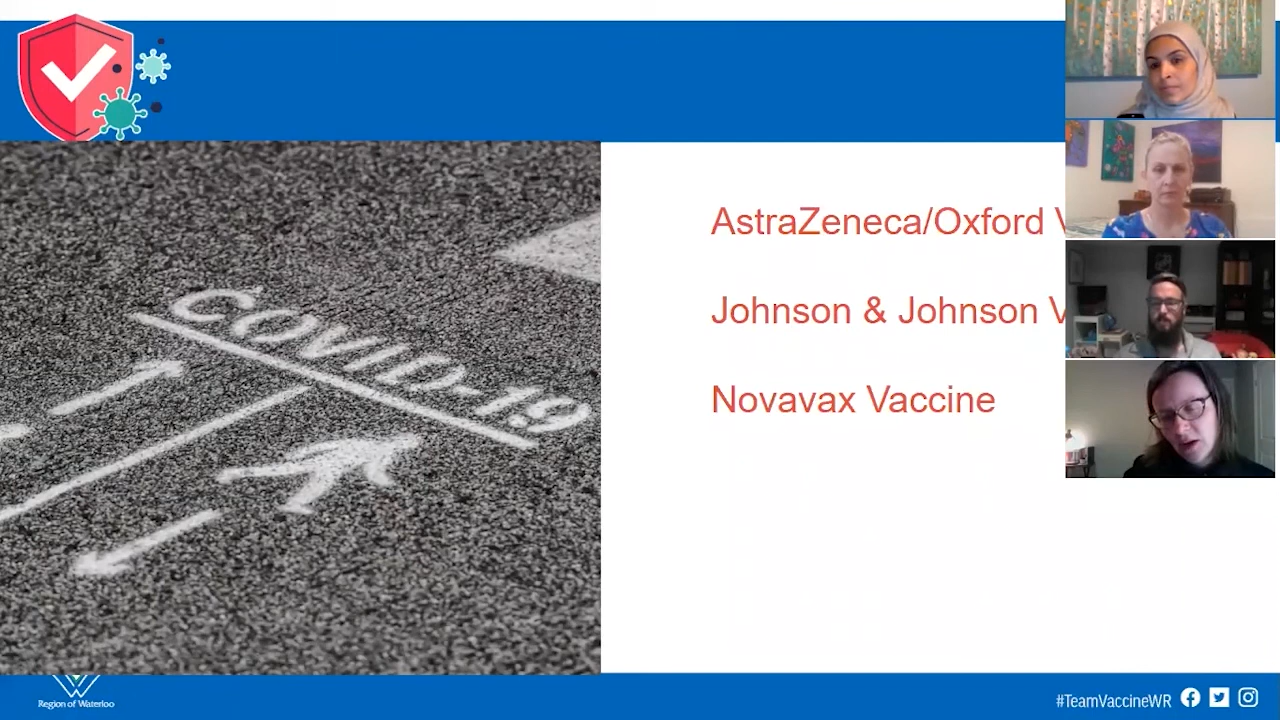 COVID-19
AstraZeneca/Oxford
Johnson & Johnson
Novavax Vaccine
Region of Waterloo
#TeamVaccineWR